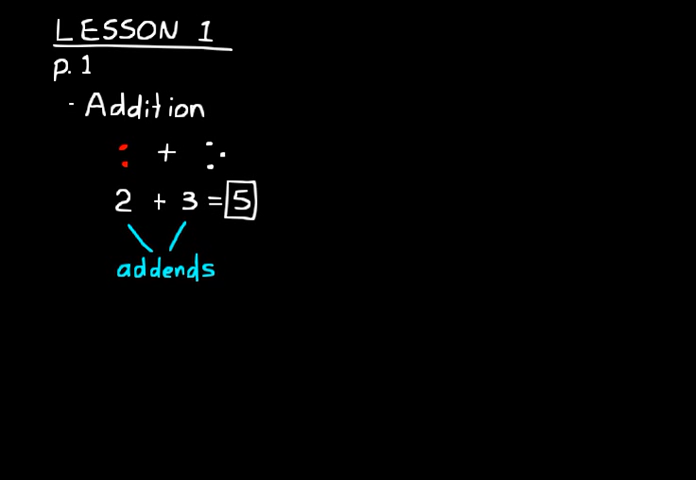 LESSON 1
p. 1
- Addition
: + :·
2 + 3 = 5
addends